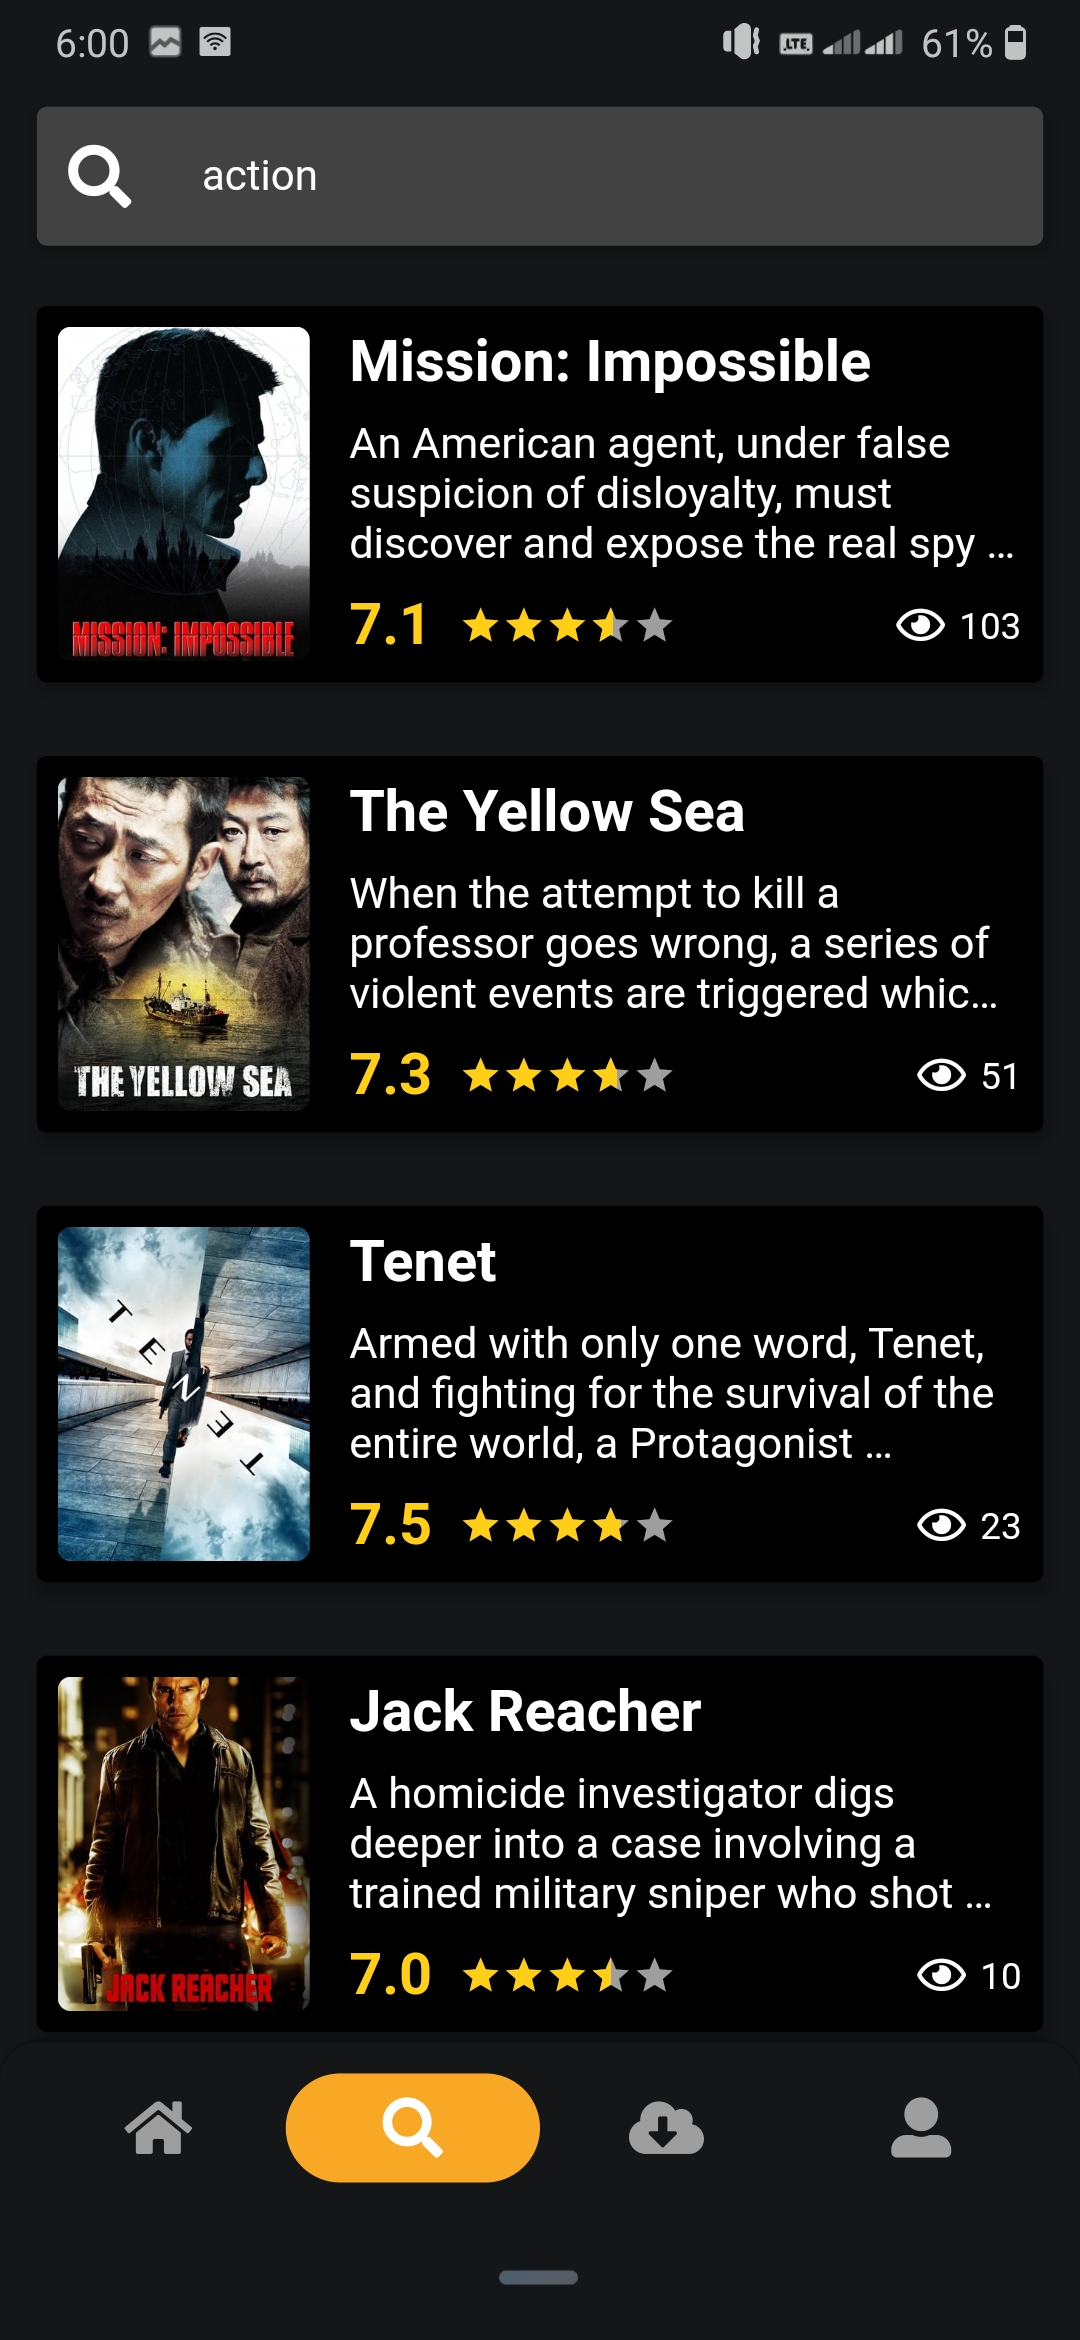 6:00 LTE 61%
action
Mission: Impossible
An American agent, under false
suspicion of disloyalty, must
discover and expose the real spy ...
7.1 103
MISSION: IMPOSSIBLE
The Yellow Sea
When the attempt to kill a
professor goes wrong, a series of
violent events are triggered whic...
7.3 51
THE YELLOW SEA
Tenet
Armed with only one word, Tenet,
and fighting for the survival of the
entire world, a Protagonist ...
7.5 23
TENET
Jack Reacher
A homicide investigator digs
deeper into a case involving a
trained military sniper who shot ...
7.0 10
JACK REACHER